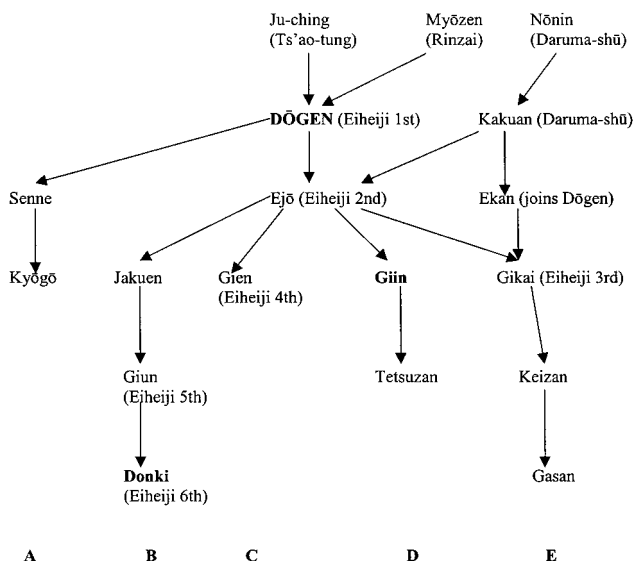 Ju-ching Myōzen Nōnin
(Ts’ao-tung) (Rinzai) (Daruma-shū)
DŌGEN (Eiheiji 1st) Kakuan (Daruma-shū)
Senne Ejō (Eiheiji 2nd) Ekan (joins Dōgen)
Kyōgō Jakuen Gien Giin Gikai (Eiheiji 3rd)
(Eiheiji 4th)
Giun Tetsuzan Keizan
(Eiheiji 5th)
Donki Gasan
(Eiheiji 6th)
A B C D E